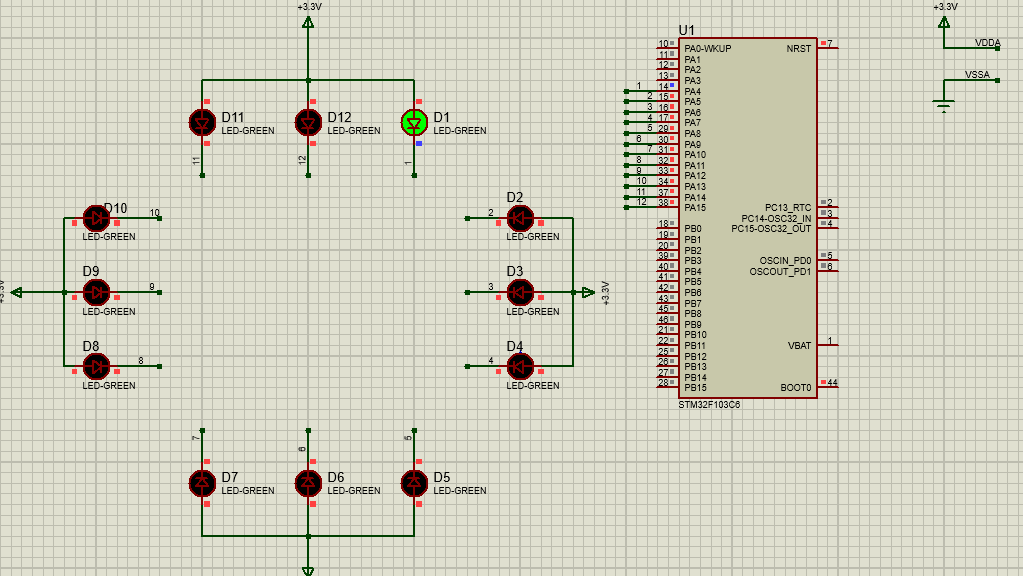 +3.3V
D11
LED-GREEN
11
D12
LED-GREEN
12
D1
LED-GREEN
1
D10
LED-GREEN
10
D9
LED-GREEN
9
D8
LED-GREEN
8
+3.3V
D2
LED-GREEN
2
D3
LED-GREEN
3
D4
LED-GREEN
4
+3.3V
D7
LED-GREEN
7
D6
LED-GREEN
6
D5
LED-GREEN
5
U1
10 PA0-WKUP
11 PA1
12 PA2
13 PA3
1 14 PA4
2 15 PA5
3 16 PA6
4 17 PA7
5 29 PA8
6 30 PA9
7 31 PA10
8 32 PA11
9 33 PA12
10 34 PA13
11 37 PA14
12 38 PA15
18 PB0
19 PB1
20 PB2
39 PB3
40 PB4
41 PB5
42 PB6
43 PB7
45 PB8
46 PB9
21 PB10
22 PB11
25 PB12
26 PB13
27 PB14
28 PB15
NRST 7
PC13_RTC 2
PC14-OSC32_IN 3
PC15-OSC32_OUT 4
OSCIN_PD0 5
OSCOUT_PD1 6
VBAT 1
BOOT0 44
STM32F103C6
+3.3V
VDDA
VSSA